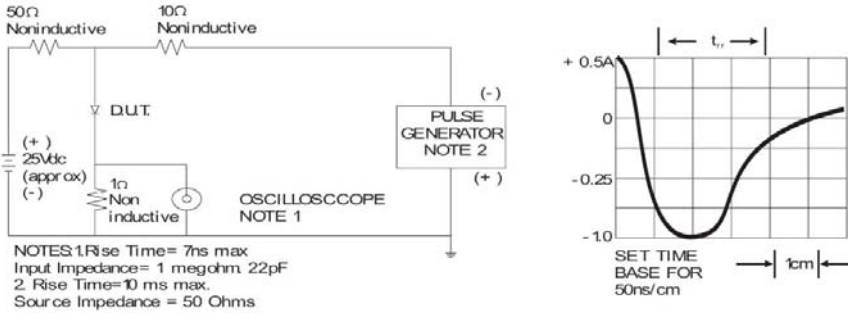 50Ω
Noninductive
10Ω
Noninductive
D.U.T.
(+)
25Vdc
(approx)
(-)
1Ω
Non
inductive
OSCILLOSCCOPE
NOTE 1
(-)
PULSE
GENERATOR
NOTE 2
(+)
NOTES:1.Rise Time= 7ns max
Input Impedance= 1 megohm. 22pF
2. Rise Time=10 ms max.
Source Impedance = 50 Ohms
trr
+ 0.5A
0
-0.25
-1.0
SET TIME
BASE FOR
50ns/cm
1cm